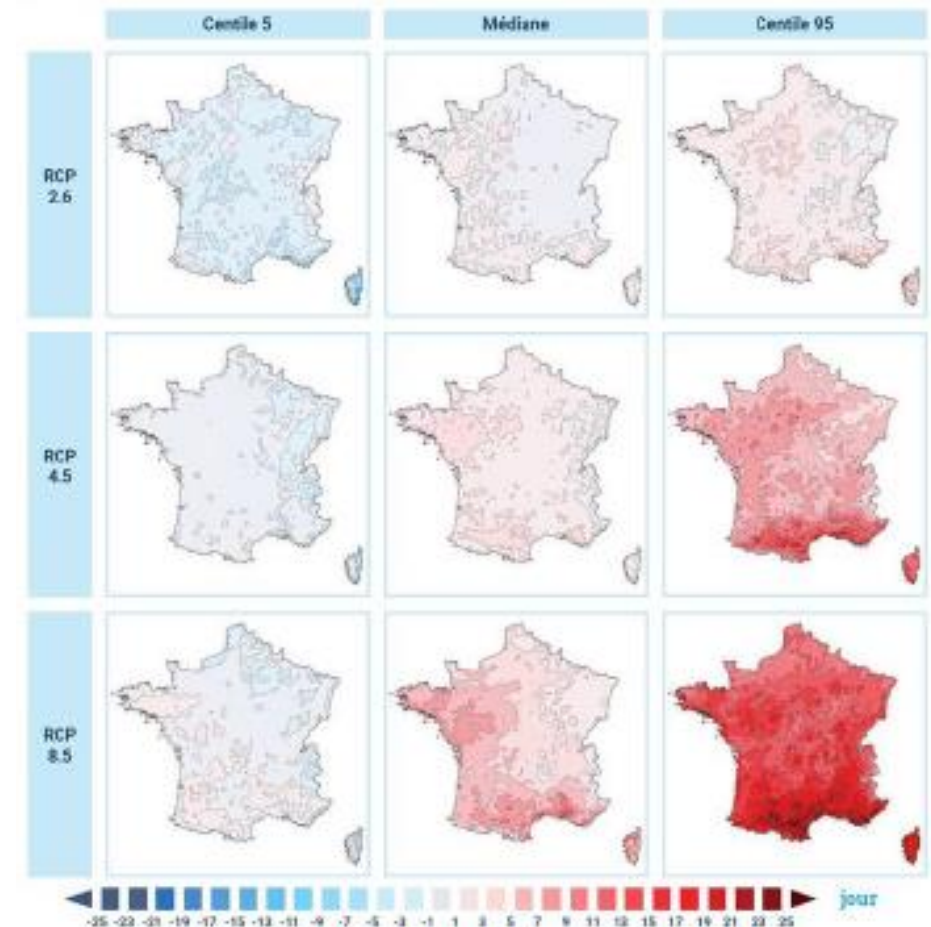 Centile 5 Médiane Centile 95
RCP
2.6
RCP
4.5
RCP
8.5
-25 -23 -21 -19 -17 -15 -13 -11 -9 -7 -5 -3 -1 1 3 5 7 9 11 13 15 17 19 21 23 25 jour